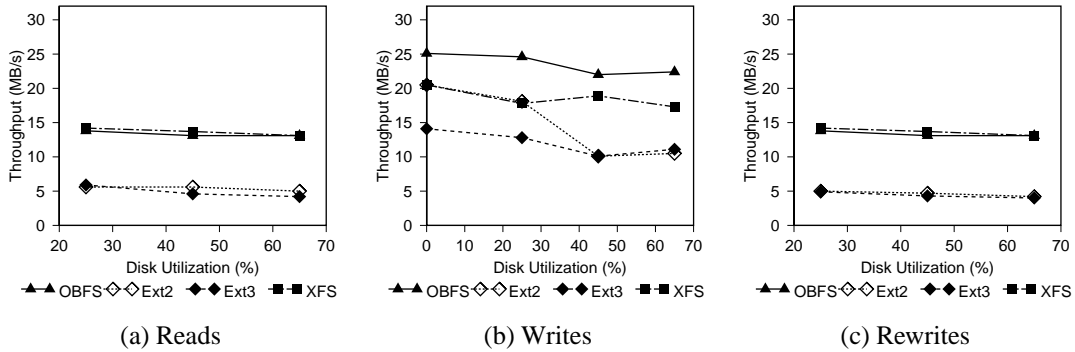 30
25
20
15
10
5
0
Throughput (MB/s)
20 30 40 50 60 70
Disk Utilization (%)
OBFS Ext2 Ext3 XFS
(a) Reads
30
25
20
15
10
5
0
Throughput (MB/s)
0 10 20 30 40 50 60 70
Disk Utilization (%)
OBFS Ext2 Ext3 XFS
(b) Writes
30
25
20
15
10
5
0
Throughput (MB/s)
20 30 40 50 60 70
Disk Utilization (%)
OBFS Ext2 Ext3 XFS
(c) Rewrites